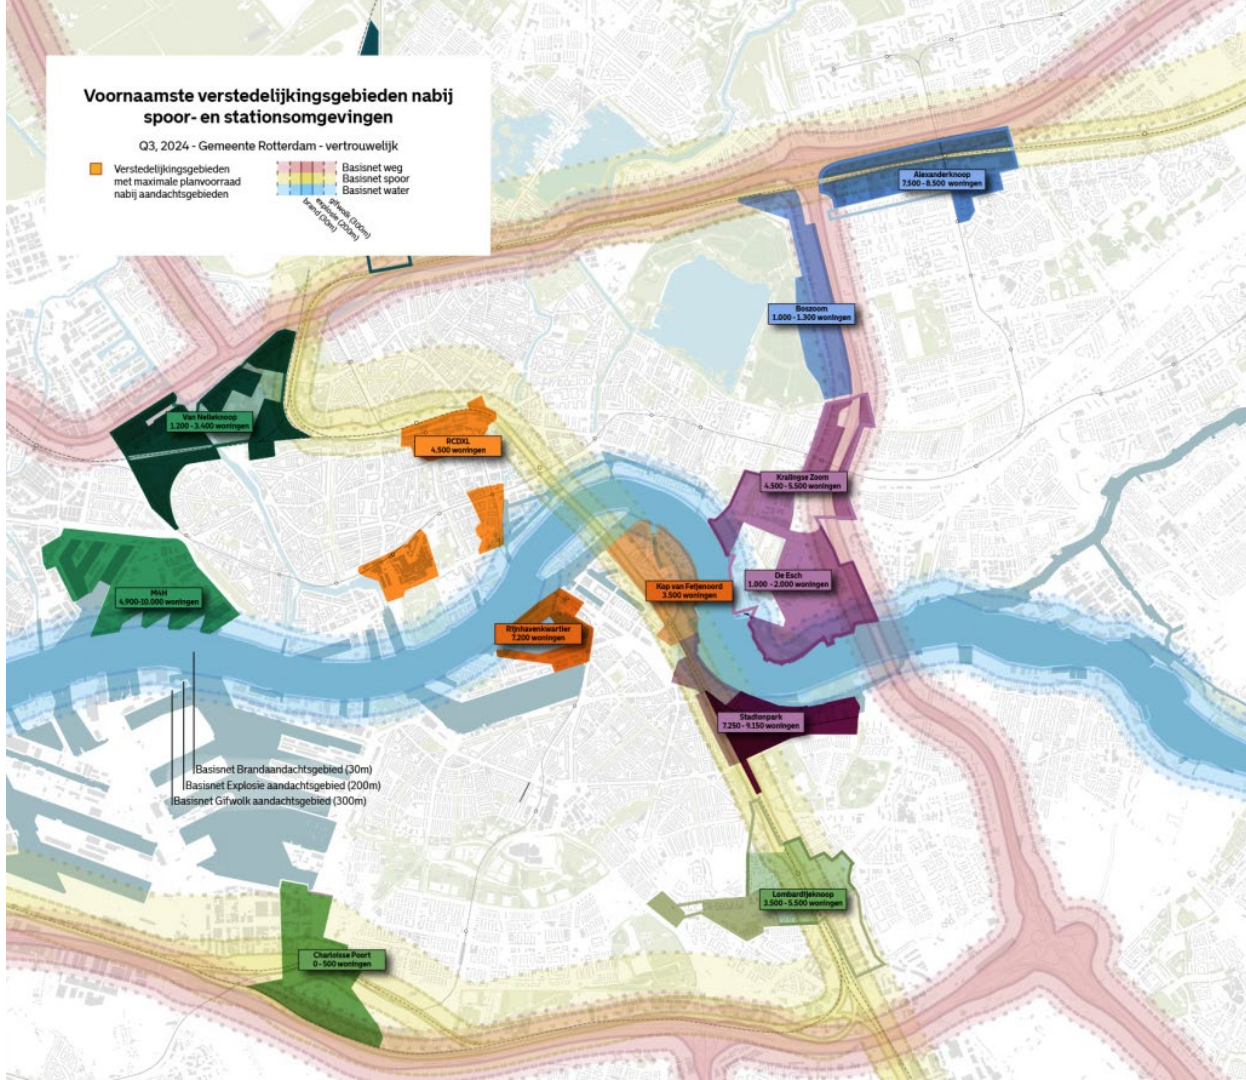 Voornaamste verstedelijkingsgebieden nabij
spoor- en stationsomgevingen
Q3, 2024 - Gemeente Rotterdam - vertrouwelijk
Verstedelijkingsgebieden
met maximale planvoorraad
nabij aandachtsgebieden
Basisnet weg
Basisnet spoor
Basisnet water
gifwolk (300m)
explosie (200m)
brand (30m)
Alexanderknoop
7.500 - 8.500 woningen
Boszoom
1.000 - 1.300 woningen
Van Nelleknoop
1.200 - 3.400 woningen
RCDXL
4.500 woningen
Kralingse Zoom
4.500 - 5.500 woningen
De Esch
1.000 - 2.000 woningen
M4H
4.900-10.000 woningen
Kop van Feijenoord
3.500 woningen
Rijnhavenkwartier
7.200 woningen
Stadionpark
7.250 - 9.150 woningen
Basisnet Brandaandachtsgebied (30m)
Basisnet Explosie aandachtsgebied (200m)
Basisnet Gifwolk aandachtsgebied (300m)
Lombardijeknoop
3.500 - 5.500 woningen
Charloisse Poort
0 - 500 woningen